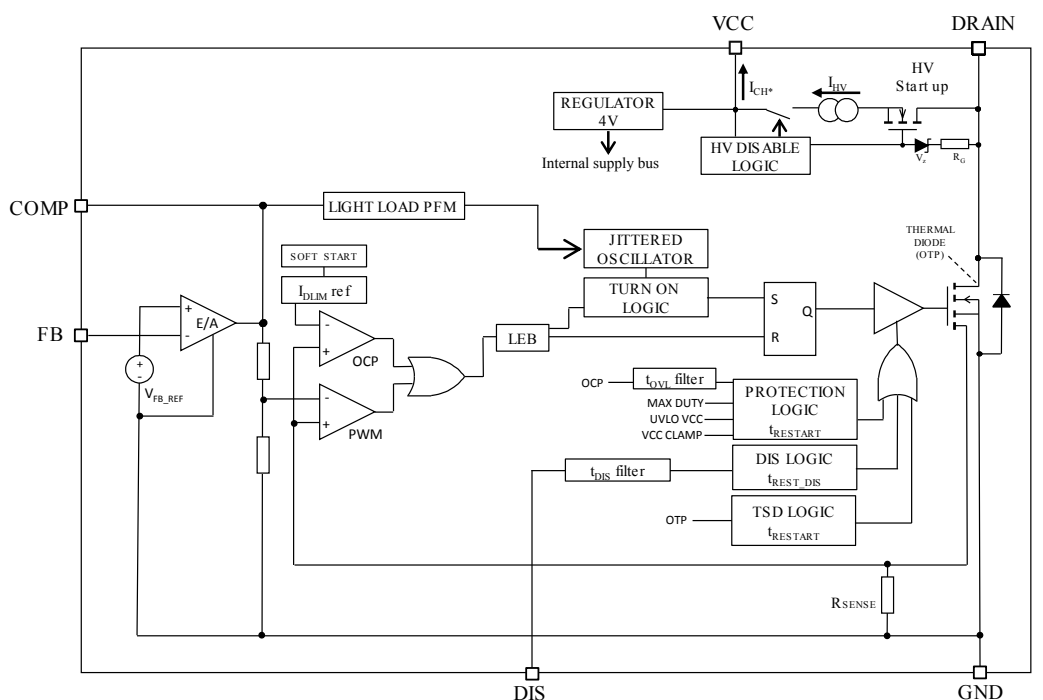 VCC
DRAIN
HV
Start up
I_HV
I_CH*
REGULATOR
4V
Internal supply bus
HV DISABLE
LOGIC
V_z
R_G
COMP
LIGHT LOAD PFM
THERMAL
DIODE
(OTP)
JITTERED
OSCILLATOR
SOFT START
I_DLIM ref
TURN ON
LOGIC
S
Q
R
+
E/A
-
FB
-
+
OCP
LEB
+
-
V_FB_REF
-
+
PWM
OCP
t_OVL filter
MAX DUTY
UVLO VCC
VCC CLAMP
PROTECTION
LOGIC
t_RESTART
t_DIS filter
DIS LOGIC
t_REST_DIS
OTP
TSD LOGIC
t_RESTART
R_SENSE
DIS
GND